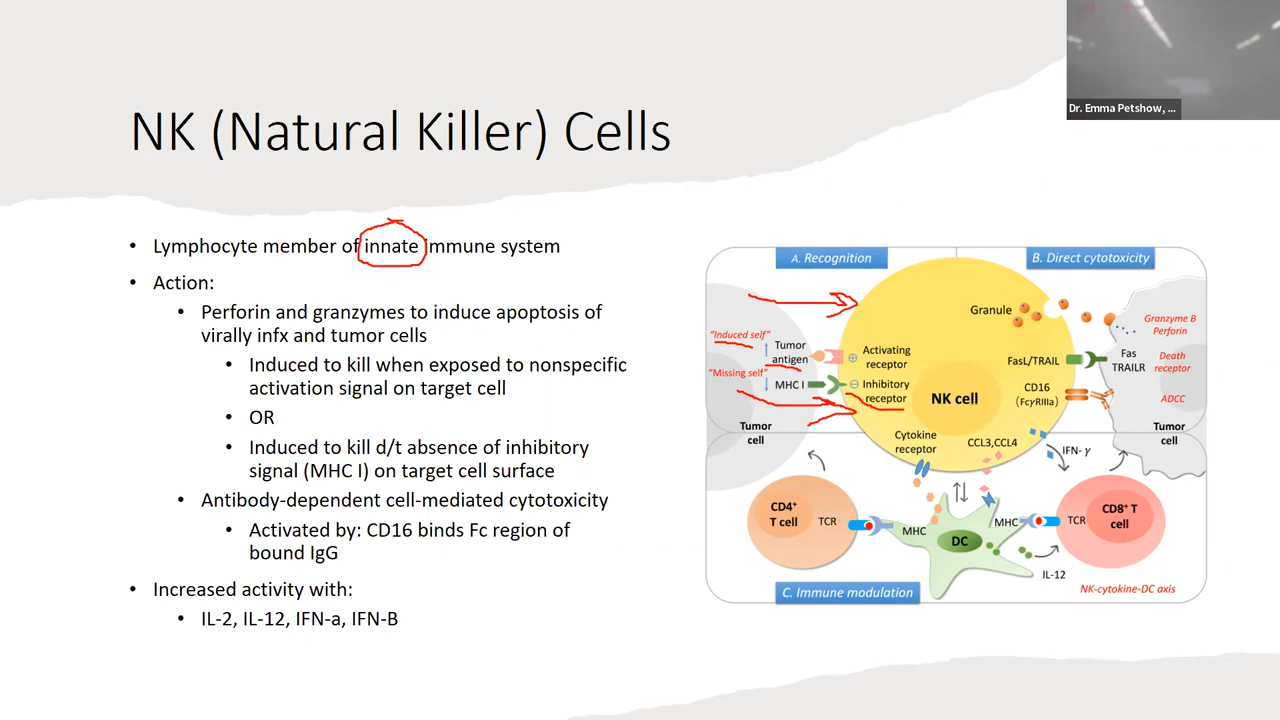 Dr. Emma Petshow, ...
NK (Natural Killer) Cells
• Lymphocyte member of innate immune system
• Action:
• Perforin and granzymes to induce apoptosis of
virally infx and tumor cells
• Induced to kill when exposed to nonspecific
activation signal on target cell
• OR
• Induced to kill d/t absence of inhibitory
signal (MHC I) on target cell surface
• Antibody-dependent cell-mediated cytotoxicity
• Activated by: CD16 binds Fc region of
bound IgG
• Increased activity with:
• IL-2, IL-12, IFN-a, IFN-B
A. Recognition
"Induced self"
Tumor
antigen
Activating
receptor
"Missing self"
MHC I
Inhibitory
receptor
Tumor
cell
NK cell
B. Direct cytotoxicity
Granule
Granzyme B
Perforin
FasL/TRAIL
Fas
TRAILR
Death
receptor
CD16
(FcγRIIIa)
ADCC
Tumor
cell
Cytokine
receptor
CCL3,CCL4
IFN-γ
CD4⁺
T cell
TCR
MHC
DC
MHC
TCR
CD8⁺ T
cell
IL-12
C. Immune modulation
NK-cytokine-DC axis